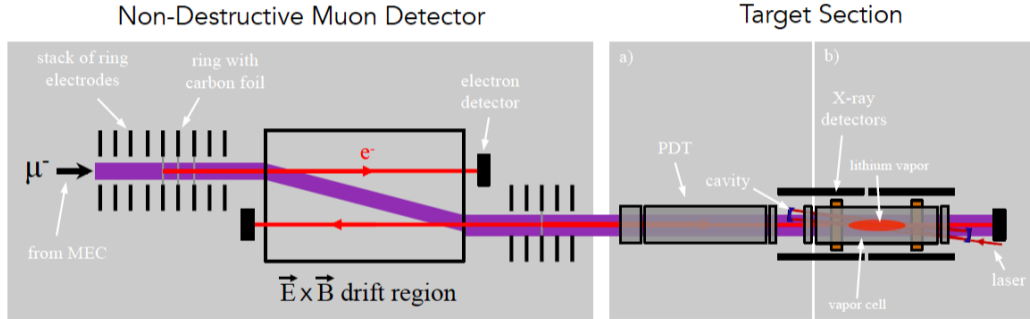 Non-Destructive Muon Detector
Target Section
stack of ring
electrodes
ring with
carbon foil
electron
detector
e⁻
μ⁻
from MEC
E⃗ x B⃗ drift region
a)
b)
X-ray
detectors
PDT
lithium vapor
cavity
laser
vapor cell